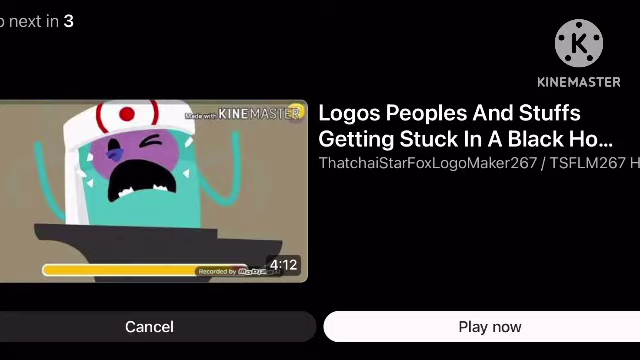 p next in 3
K
KINEMASTER
Made with KINEMASTER
Logos Peoples And Stuffs
Getting Stuck In A Black Ho...
ThatchaiStarFoxLogoMaker267 / TSFLM267 H
4:12
Recorded by
Cancel
Play now